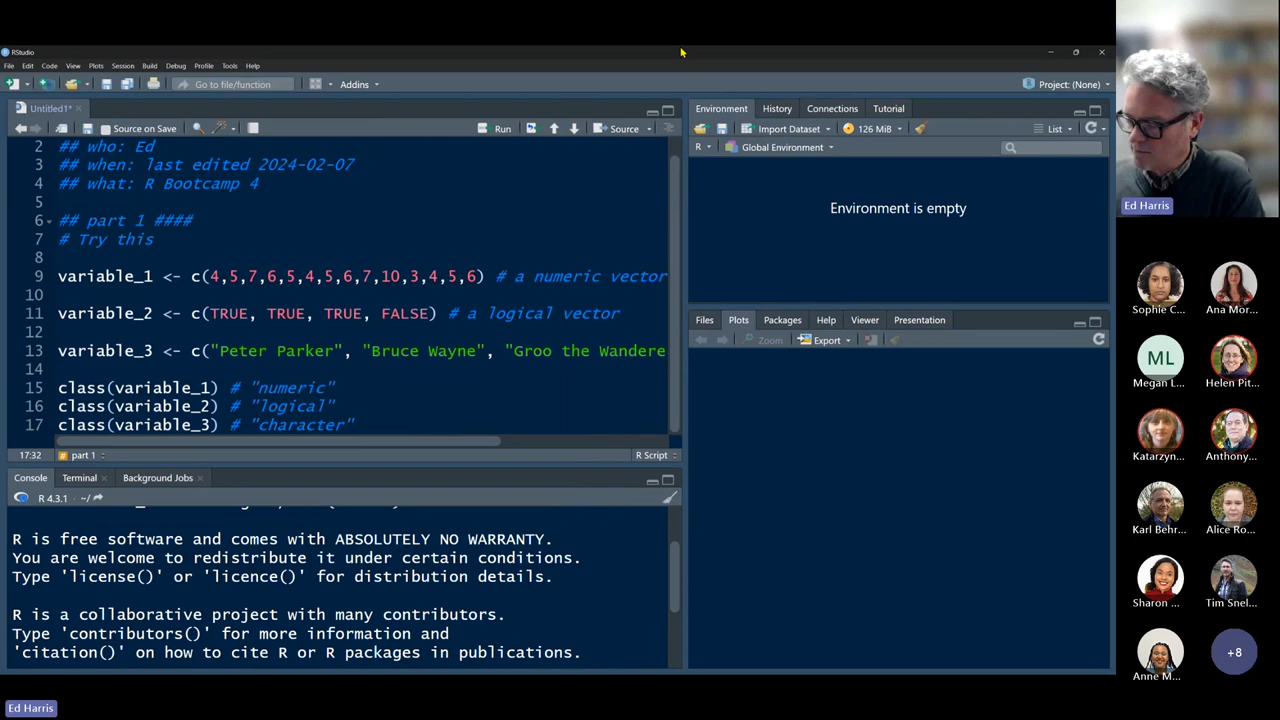 RStudio
File Edit Code View Plots Session Build Debug Profile Tools Help
Go to file/function Addins Project: (None)
Untitled1*
Source on Save Run Source
2 ## who: Ed
3 ## when: last edited 2024-02-07
4 ## what: R Bootcamp 4
5
6 ## part 1 ####
7 # Try this
8
9 variable_1 <- c(4,5,7,6,5,4,5,6,7,10,3,4,5,6) # a numeric vector
10
11 variable_2 <- c(TRUE, TRUE, TRUE, FALSE) # a logical vector
12
13 variable_3 <- c("Peter Parker", "Bruce Wayne", "Groo the Wandere
14
15 class(variable_1) # "numeric"
16 class(variable_2) # "logical"
17 class(variable_3) # "character"
17:32 # part 1 R Script
Console Terminal Background Jobs
R 4.3.1 · ~/
R is free software and comes with ABSOLUTELY NO WARRANTY.
You are welcome to redistribute it under certain conditions.
Type 'license()' or 'licence()' for distribution details.
R is a collaborative project with many contributors.
Type 'contributors()' for more information and
'citation()' on how to cite R or R packages in publications.
Environment History Connections Tutorial
Import Dataset 126 MiB List
R Global Environment
Environment is empty
Files Plots Packages Help Viewer Presentation
Zoom Export
Ed Harris
Sophie C... Ana Mor...
ML
Megan L... Helen Pit...
Katarzyn... Anthony...
Karl Behr... Alice Ro...
Sharon ... Tim Snel...
Anne M... +8
Ed Harris